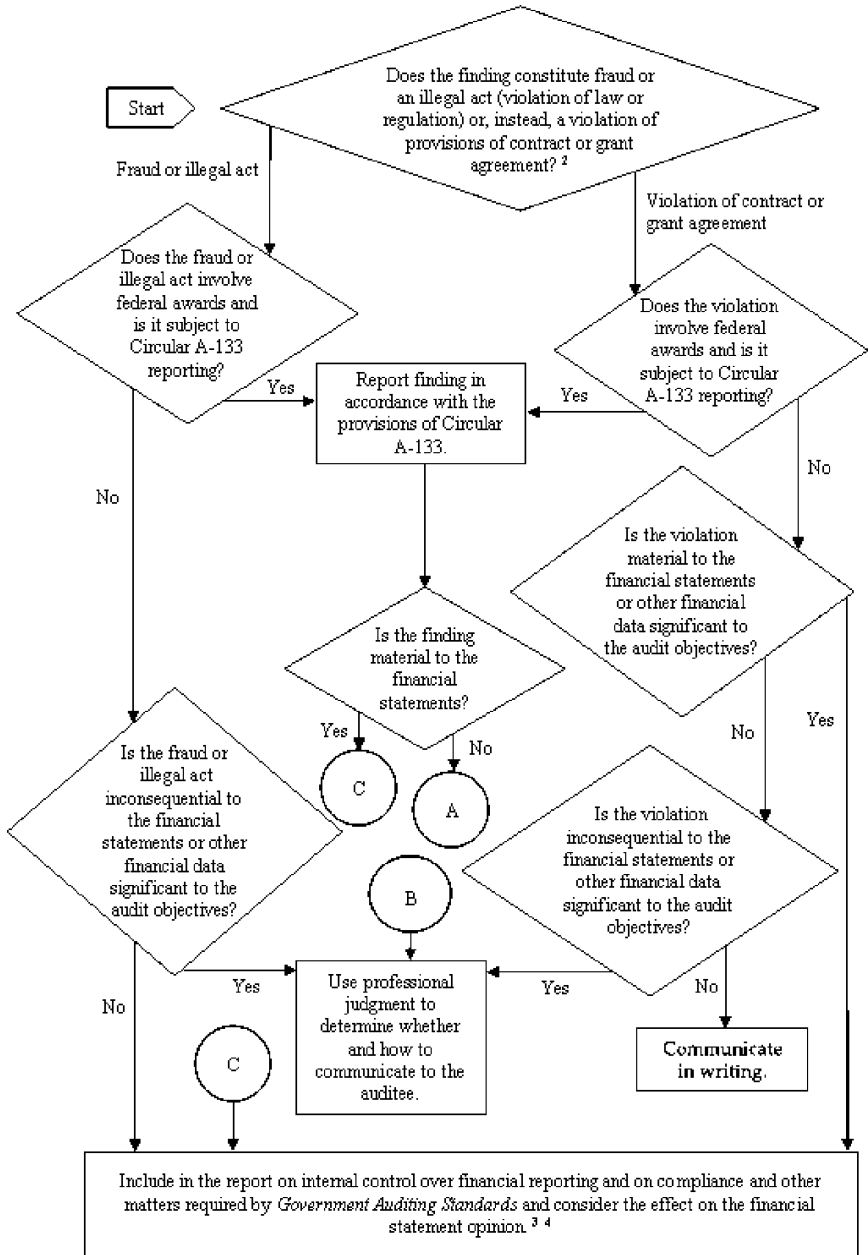 Start
Does the finding constitute fraud or
an illegal act (violation of law or
regulation) or, instead, a violation of
provisions of contract or grant
agreement? 2
Fraud or illegal act
Violation of contract or
grant agreement
Does the fraud or
illegal act involve
federal awards and
is it subject to
Circular A-133
reporting?
Does the violation
involve federal
awards and is it
subject to Circular
A-133 reporting?
Yes
Report finding in
accordance with the
provisions of Circular
A-133.
Yes
No
No
Is the violation
material to the
financial statements
or other financial
data significant to
the audit objectives?
Is the finding
material to the
financial
statements?
Yes
No
No
Yes
C
A
Is the fraud or
illegal act
inconsequential to
the financial
statements or other
financial data
significant to the
audit objectives?
Is the violation
inconsequential to the
financial statements or
other financial data
significant to the audit
objectives?
B
Yes
Use professional
judgment to
determine whether
and how to
communicate to the
auditee.
Yes
No
No
Communicate
in writing.
C
Include in the report on internal control over financial reporting and on compliance and other
matters required by Government Auditing Standards and consider the effect on the financial
statement opinion. 3 4